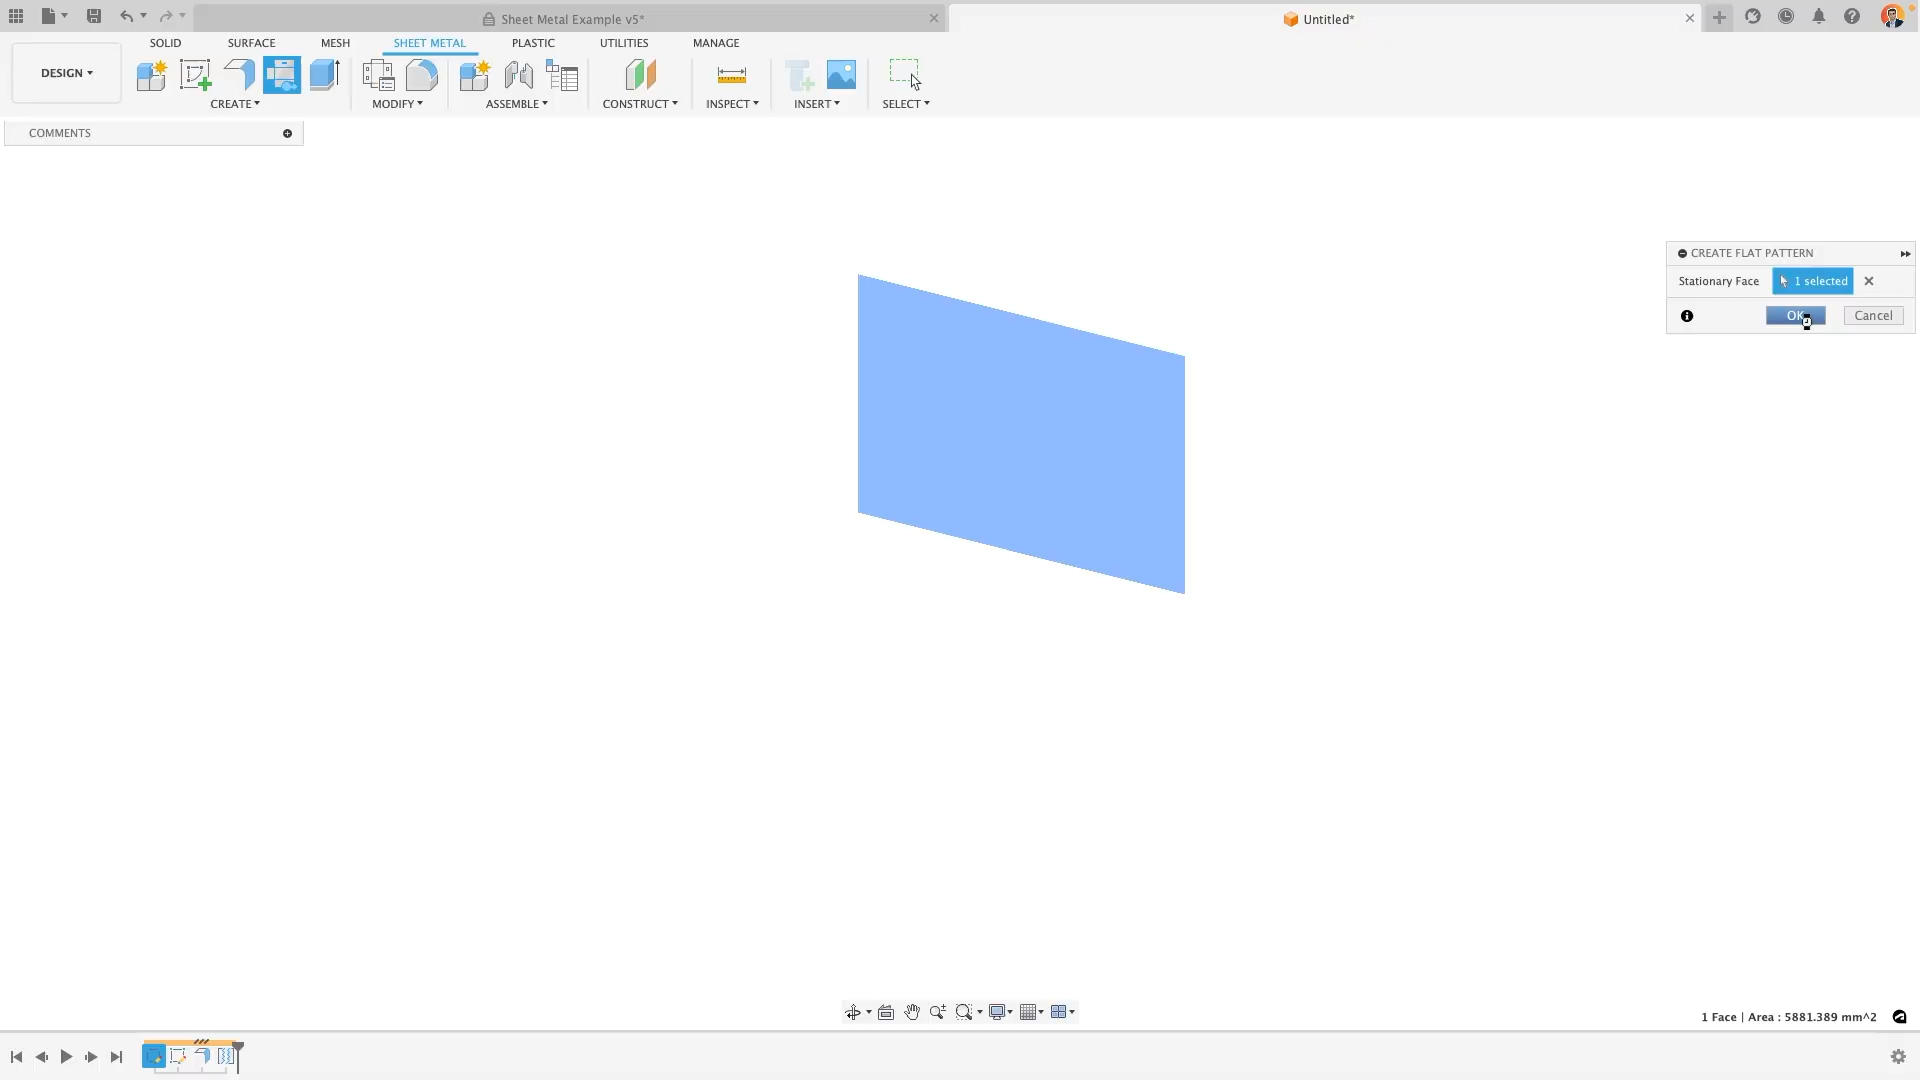 Sheet Metal Example v5*
Untitled*
DESIGN
SOLID SURFACE MESH SHEET METAL PLASTIC UTILITIES MANAGE
CREATE MODIFY ASSEMBLE CONSTRUCT INSPECT INSERT SELECT
COMMENTS
CREATE FLAT PATTERN
Stationary Face 1 selected
OK Cancel
1 Face | Area : 5881.389 mm^2